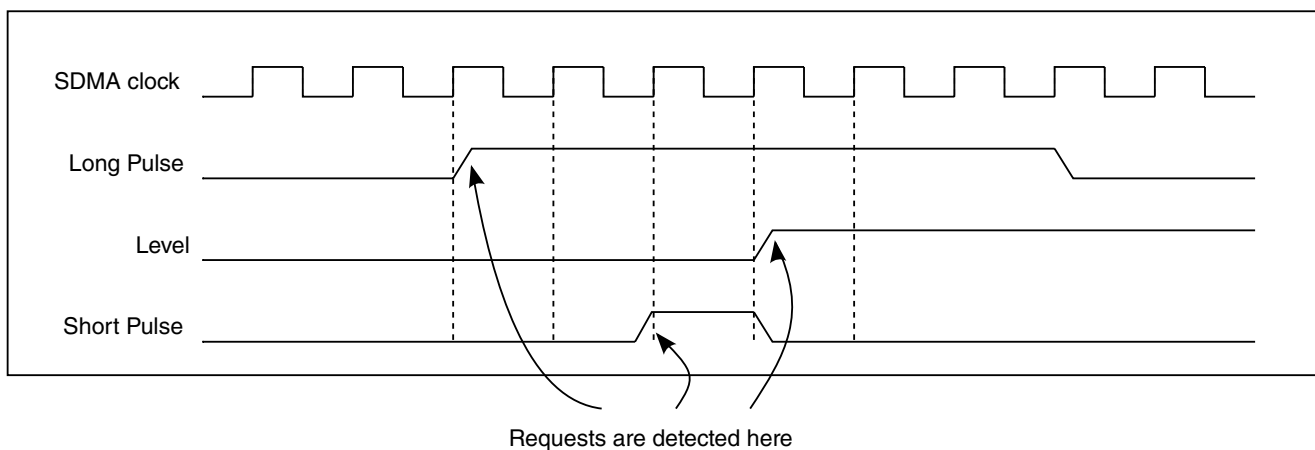 SDMA clock
Long Pulse
Level
Short Pulse
Requests are detected here